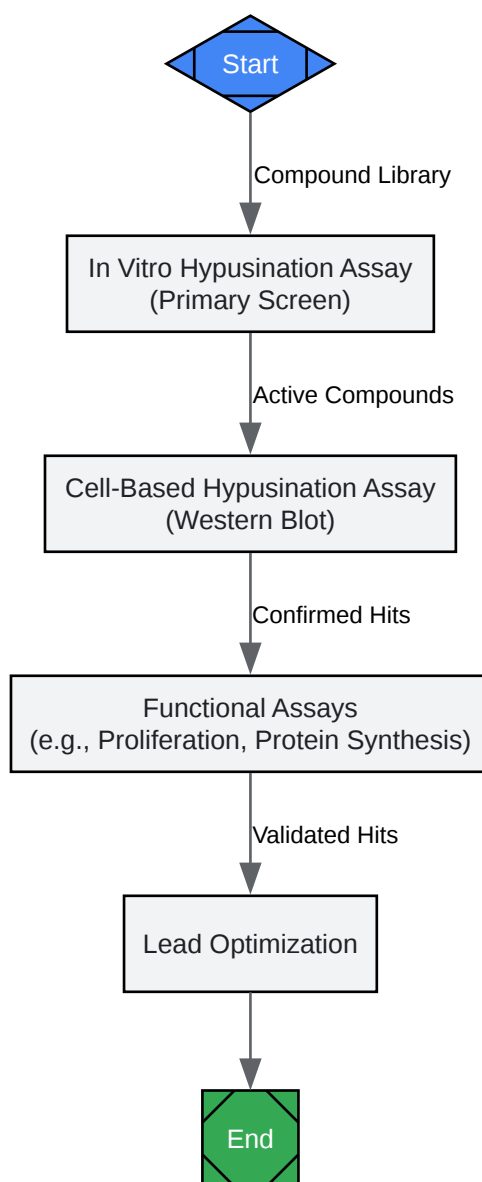 Start
Compound Library
In Vitro Hypusination Assay
(Primary Screen)
Active Compounds
Cell-Based Hypusination Assay
(Western Blot)
Confirmed Hits
Functional Assays
(e.g., Proliferation, Protein Synthesis)
Validated Hits
Lead Optimization
End